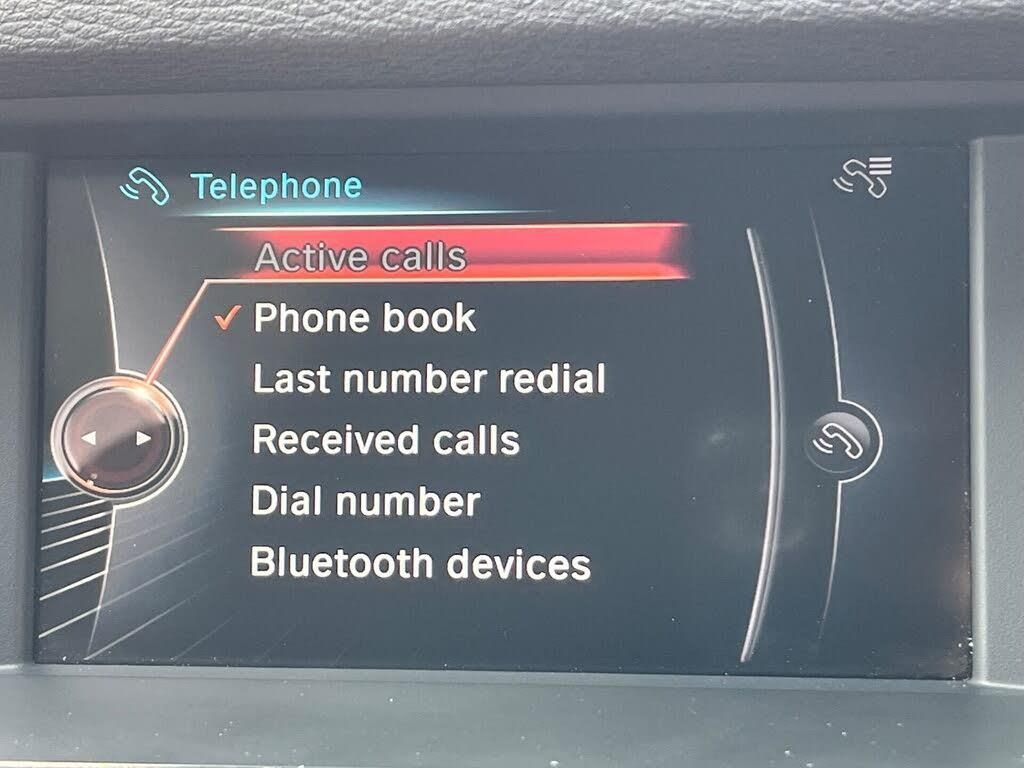 Telephone
Active calls
Phone book
Last number redial
Received calls
Dial number
Bluetooth devices